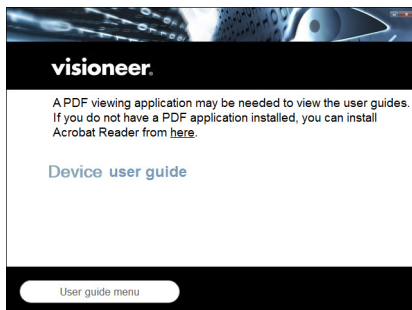 visioneer.
A PDF viewing application may be needed to view the user guides.
If you do not have a PDF application installed, you can install
Acrobat Reader from here.
Device user guide
User guide menu